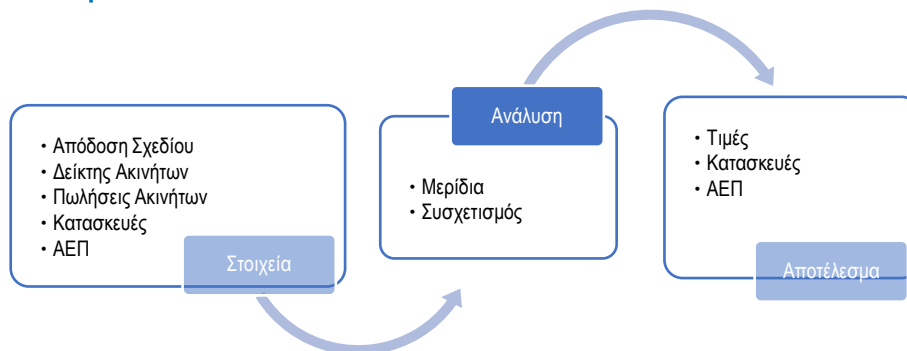 • Απόδοση Σχεδίου
• Δείκτης Ακινήτων
• Πωλήσεις Ακινήτων
• Κατασκευές
• ΑΕΠ
Στοιχεία
Ανάλυση
• Μερίδια
• Συσχετισμός
• Τιμές
• Κατασκευές
• ΑΕΠ
Αποτέλεσμα